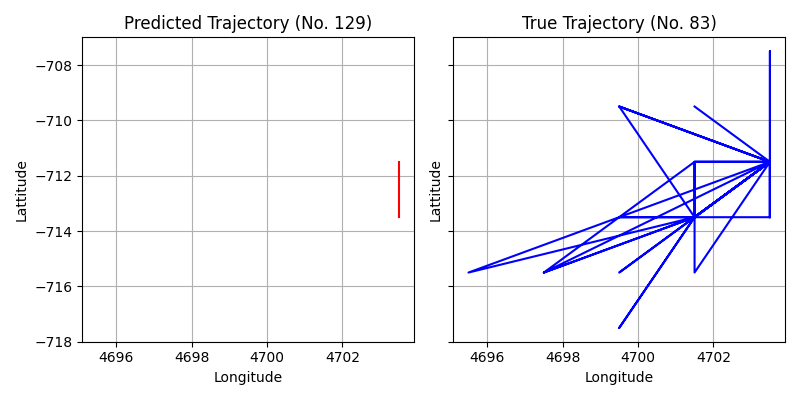 Predicted Trajectory (No. 129)
True Trajectory (No. 83)
Lattitude
−708
−710
−712
−714
−716
−718
4696
4698
4700
4702
Longitude
Lattitude
4696
4698
4700
4702
Longitude